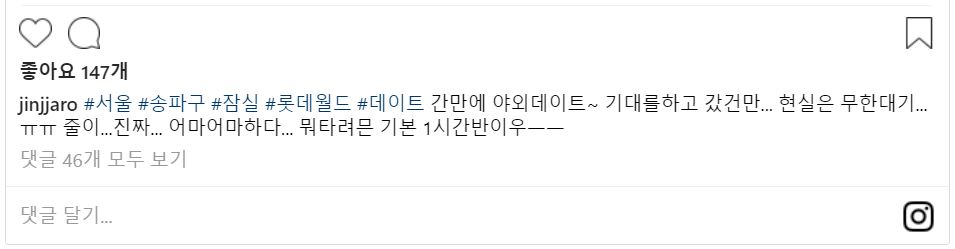 좋아요 147개
jinjjaro #서울 #송파구 #잠실 #롯데월드 #데이트 간만에 야외데이트~ 기대를하고 갔건만... 현실은 무한대기...
ㅠㅠ 줄이...진짜... 어마어마하다... 뭐타려믄 기본 1시간반이우ㅡㅡ
댓글 46개 모두 보기
댓글 달기...